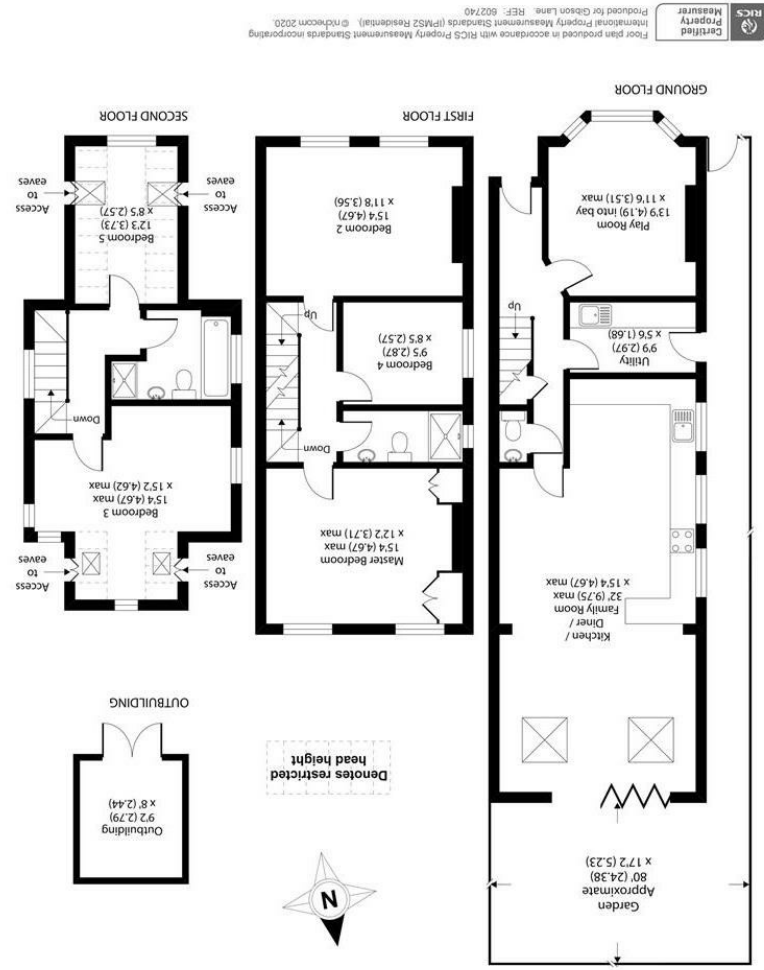 Garden
Approximate
80' (24.38)
x 17'2 (5.23)
Kitchen /
Diner /
Family Room
32' (9.75) max
x 15'4 (4.67) max
Utility
9'9 (2.97)
x 5'6 (1.68)
Up
Play Room
13'9 (4.19) into bay
x 11'6 (3.51) max
GROUND FLOOR
N
Denotes restricted
head height
Master Bedroom
15'4 (4.67) max
x 12'2 (3.71) max
Down
Bedroom 4
9'5 (2.87)
x 8'5 (2.57)
Up
Bedroom 2
15'4 (4.67)
x 11'8 (3.56)
FIRST FLOOR
Outbuilding
9'2 (2.79)
x 8' (2.44)
OUTBUILDING
Access
to
eaves
Access
to
eaves
Bedroom 3
15'4 (4.67) max
x 15'2 (4.62) max
Down
Bedroom 5
12'3 (3.73)
x 8'5 (2.57)
Access
to
eaves
Access
to
eaves
SECOND FLOOR
RICS
Certified
Property
Measurer
Floor plan produced in accordance with RICS Property Measurement Standards incorporating
International Property Measurement Standards (IPMS2 Residential). ©nichecom 2020.
Produced for Gibson Lane. REF: 602740